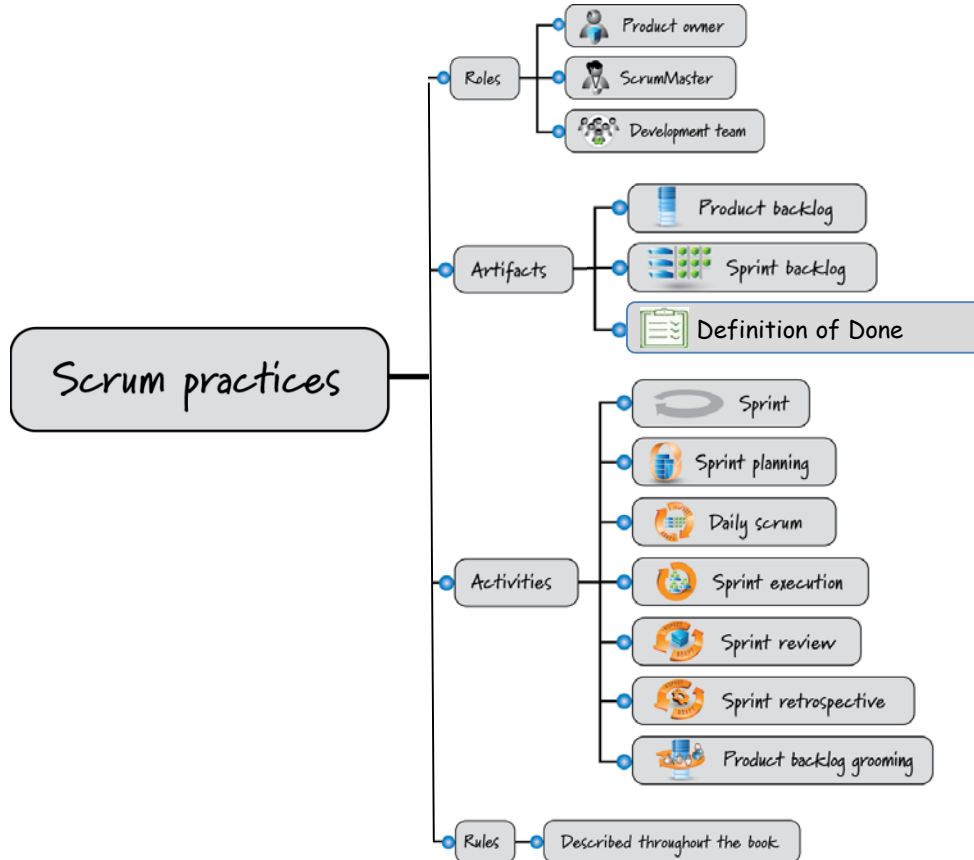 Scrum practices
Roles
Product owner
ScrumMaster
Development team
Artifacts
Product backlog
Sprint backlog
Definition of Done
Activities
Sprint
Sprint planning
Daily scrum
Sprint execution
Sprint review
Sprint retrospective
Product backlog grooming
Rules
Described throughout the book